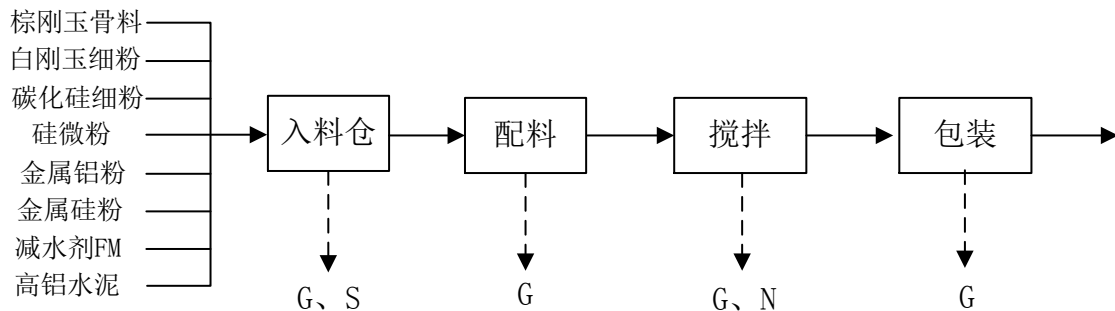 棕刚玉骨料
白刚玉细粉
碳化硅细粉
硅微粉
金属铝粉
金属硅粉
减水剂FM
高铝水泥
入料仓
配料
搅拌
包装
G、S
G
G、N
G